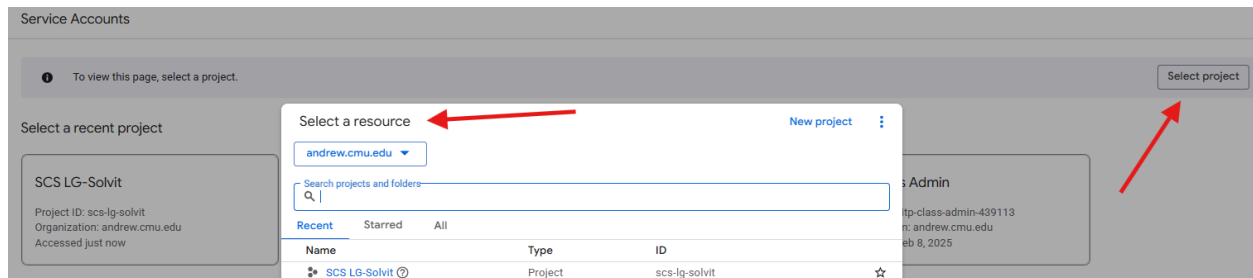 Service Accounts
To view this page, select a project.
Select project
Select a recent project
SCS LG-Solvit
Project ID: scs-lg-solvit
Organization: andrew.cmu.edu
Accessed just now
Select a resource
New project
andrew.cmu.edu
Search projects and folders
Recent Starred All
Name Type ID
SCS LG-Solvit Project scs-lg-solvit
Admin
class-admin-439113
andrew.cmu.edu
8, 2025